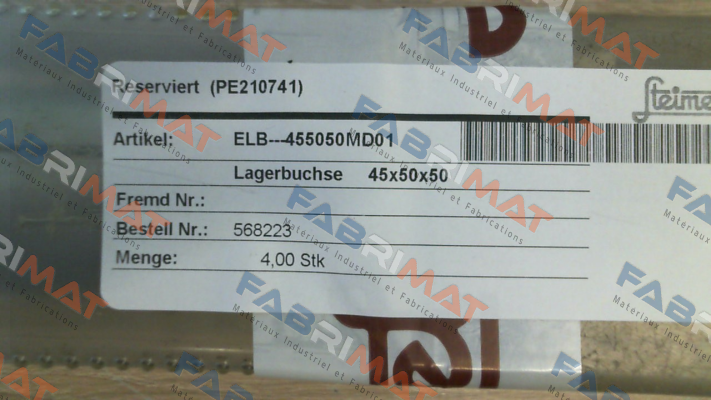 Reserviert (PE210741)
Steimel
Artikel: ELB---455050MD01
Lagerbuchse 45x50x50
Fremd Nr.:
Bestell Nr.: 568223
Menge: 4,00 Stk
FABRIMAT
Matériaux Industriel et Fabrications